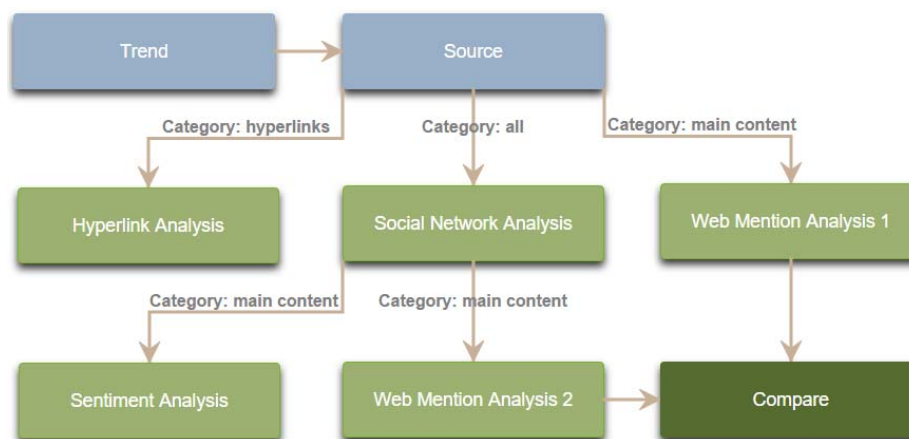 Trend
Source
Category: hyperlinks
Category: all
Category: main content
Hyperlink Analysis
Social Network Analysis
Web Mention Analysis 1
Category: main content
Category: main content
Sentiment Analysis
Web Mention Analysis 2
Compare